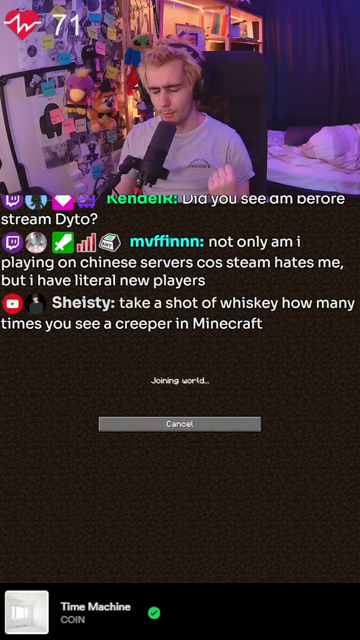 71
KendelR: Did you see dm before
stream Dyto?
mvffinnn: not only am i
playing on chinese servers cos steam hates me,
but i have literal new players
Sheisty: take a shot of whiskey how many
times you see a creeper in Minecraft
Joining world...
Cancel
Time Machine
COIN